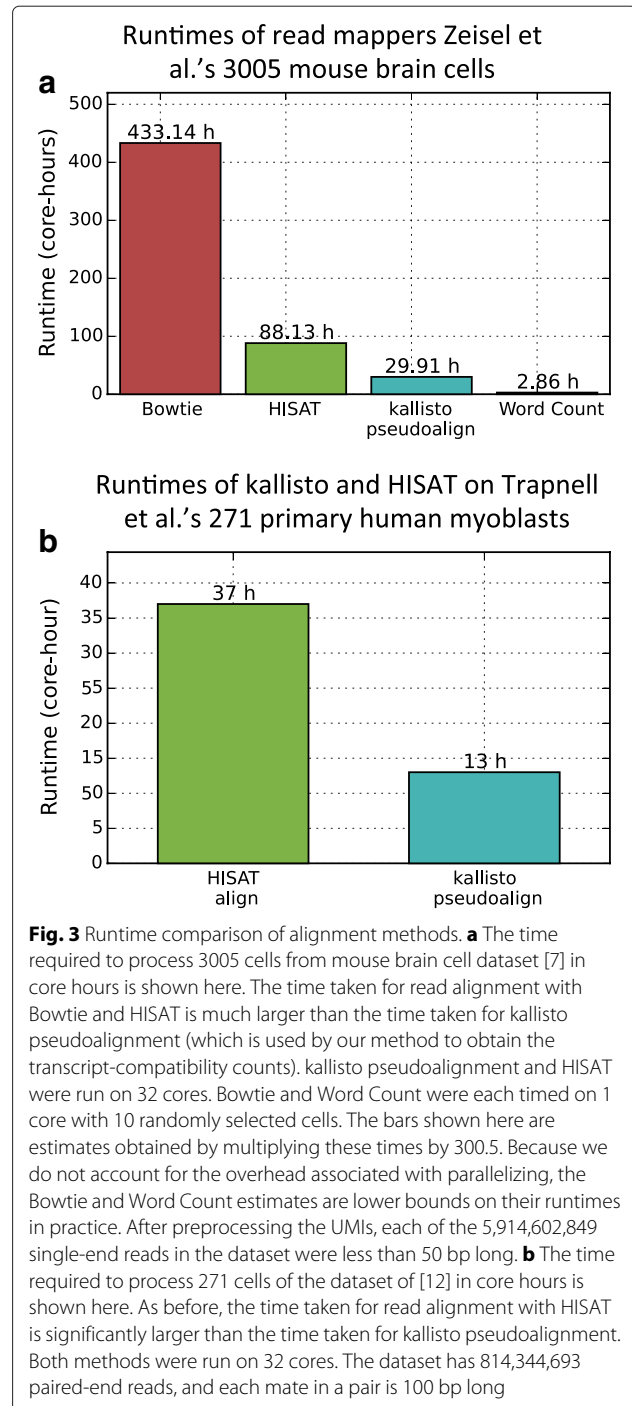 Runtimes of read mappers Zeisel et
al.'s 3005 mouse brain cells
a
Runtime (core-hours)
500
400
300
200
100
0
433.14 h
88.13 h
29.91 h
2.86 h
Bowtie
HISAT
kallisto
pseudoalign
Word Count
Runtimes of kallisto and HISAT on Trapnell
et al.'s 271 primary human myoblasts
b
Runtime (core-hour)
40
35
30
55
20
15
50
5
0
37 h
13 h
HISAT
align
kallisto
pseudoalign
Fig. 3 Runtime comparison of alignment methods. a The time
required to process 3005 cells from mouse brain cell dataset [7] in
core hours is shown here. The time taken for read alignment with
Bowtie and HISAT is much larger than the time taken for kallisto
pseudoalignment (which is used by our method to obtain the
transcript-compatibility counts). kallisto pseudoalignment and HISAT
were run on 32 cores. Bowtie and Word Count were each timed on 1
core with 10 randomly selected cells. The bars shown here are
estimates obtained by multiplying these times by 300.5. Because we
do not account for the overhead associated with parallelizing, the
Bowtie and Word Count estimates are lower bounds on their runtimes
in practice. After preprocessing the UMIs, each of the 5,914,602,849
single-end reads in the dataset were less than 50 bp long. b The time
required to process 271 cells of the dataset of [12] in core hours is
shown here. As before, the time taken for read alignment with HISAT
is significantly larger than the time taken for kallisto pseudoalignment.
Both methods were run on 32 cores. The dataset has 814,344,693
paired-end reads, and each mate in a pair is 100 bp long